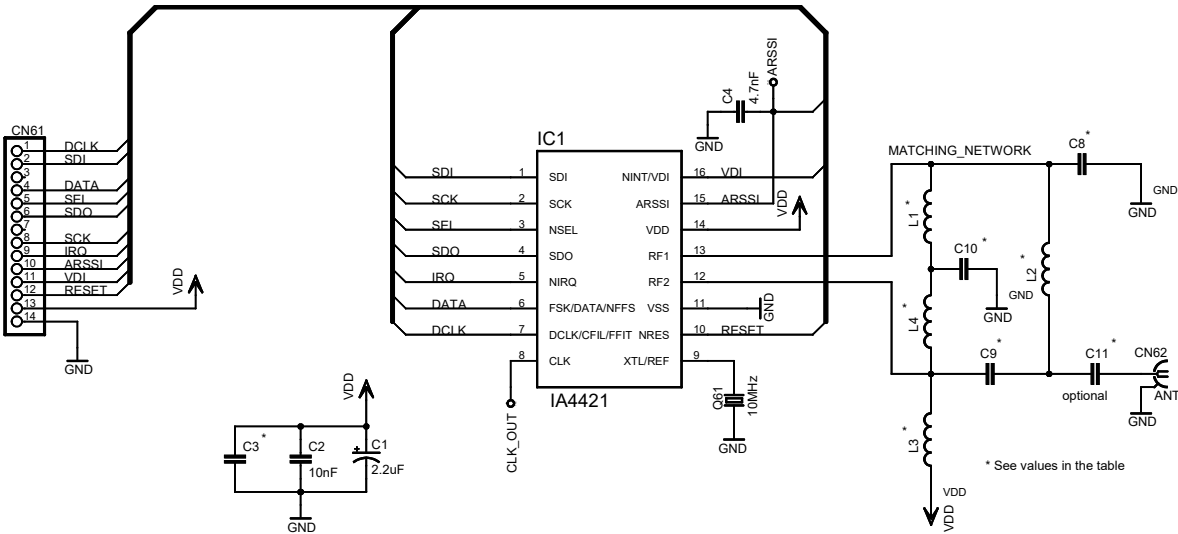 CN61
1 DCLK
2 SDI
3
4 DATA
5 SEL
6 SDO
7
8 SCK
9 IRQ
10 ARSSI
11 VDI
12 RESET
13
14
VDD
GND
VDD
C3 *
C2
10nF
+
C1
2.2uF
GND
IC1
SDI 1 SDI
SCK 2 SCK
SEL 3 NSEL
SDO 4 SDO
IRQ 5 NIRQ
DATA 6 FSK/DATA/NFFS
DCLK 7 DCLK/CFIL/FFIT
8 CLK
CLK_OUT
NINT/VDI 16 VDI
ARSSI 15 ARSSI
VDD 14
VDD
RF1 13
RF2 12
VSS 11
GND
NRES 10 RESET
XTL/REF 9
IA4421
Q61
10MHz
GND
C4
4.7nF
GND
ARSSI
MATCHING_NETWORK
C8 *
GND
GND
L1 *
C10 *
GND
GND
L2 *
L4 *
C9 *
C11 *
optional
CN62
ANT
GND
L3 *
* See values in the table
VDD
VDD